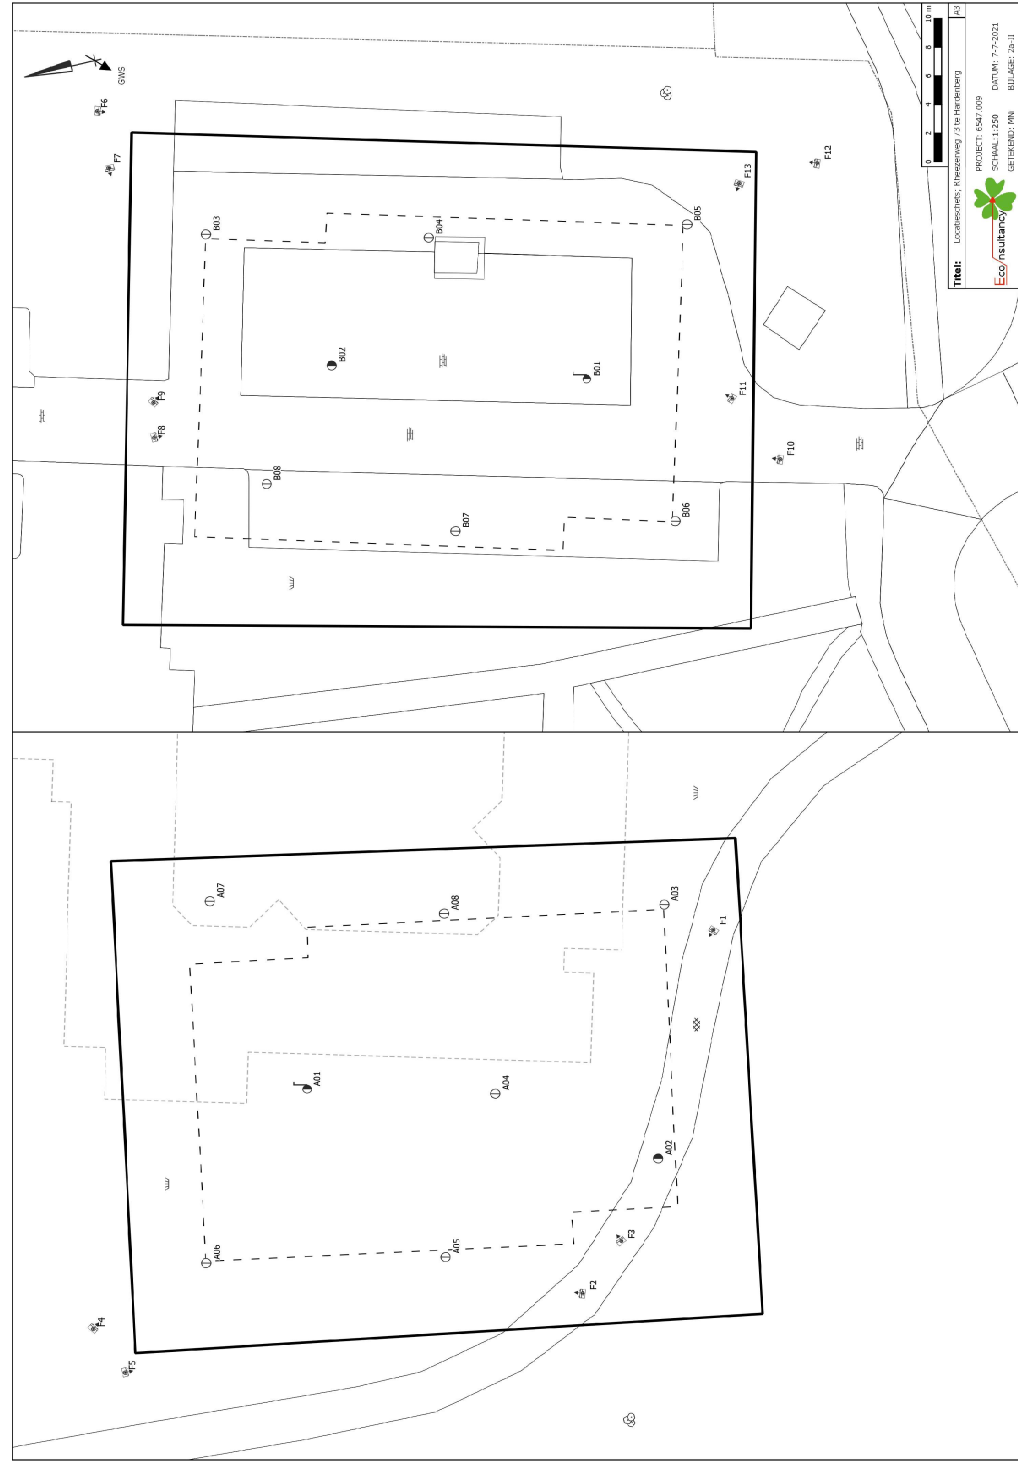 GWS
F6
F7
B03
B04
B05
F13
F12
B02
B01
F9
F8
F11
F10
B08
B07
B06
A07
A08
A03
F1
A01
A04
A02
A06
A05
F3
F2
F4
F5
0 2 4 6 8 10 m
Titel: Locatieschets: Rheezerweg 73 te Hardenberg A3
PROJECT: 6547.009
SCHAAL: 1:250 DATUM: 7-7-2021
GETEKEND: MNI BIJLAGE: 2a-II
Eco nsultancy